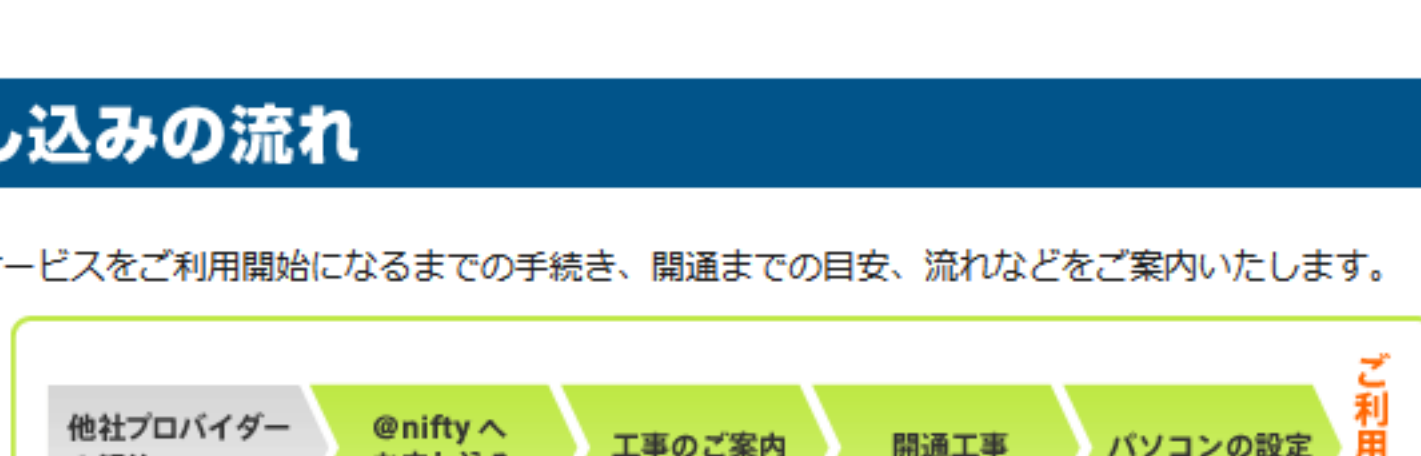 し込みの流れ
ービスをご利用開始になるまでの手続き、開通までの目安、流れなどをご案内いたします。
他社プロバイダー
@nifty へ
工事のご案内
開通工事
パソコンの設定
ご利用